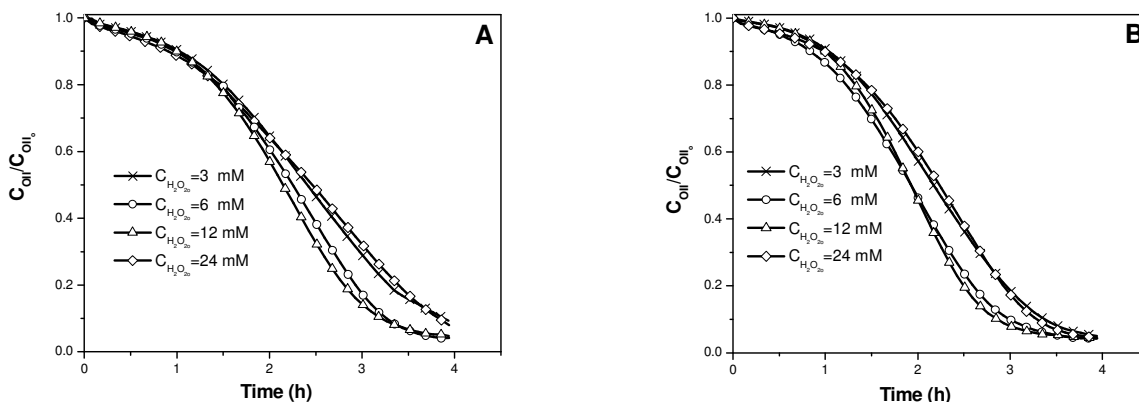 A
C_OII/C_OII₀
1.0
0.8
0.6
0.4
0.2
0.0
C_H₂O₂₀=3 mM
C_H₂O₂₀=6 mM
C_H₂O₂₀=12 mM
C_H₂O₂₀=24 mM
0 1 2 3 4
Time (h)
B
C_OII/C_OII₀
1.0
0.8
0.6
0.4
0.2
0.0
C_H₂O₂₀=3 mM
C_H₂O₂₀=6 mM
C_H₂O₂₀=12 mM
C_H₂O₂₀=24 mM
0 1 2 3 4
Time (h)